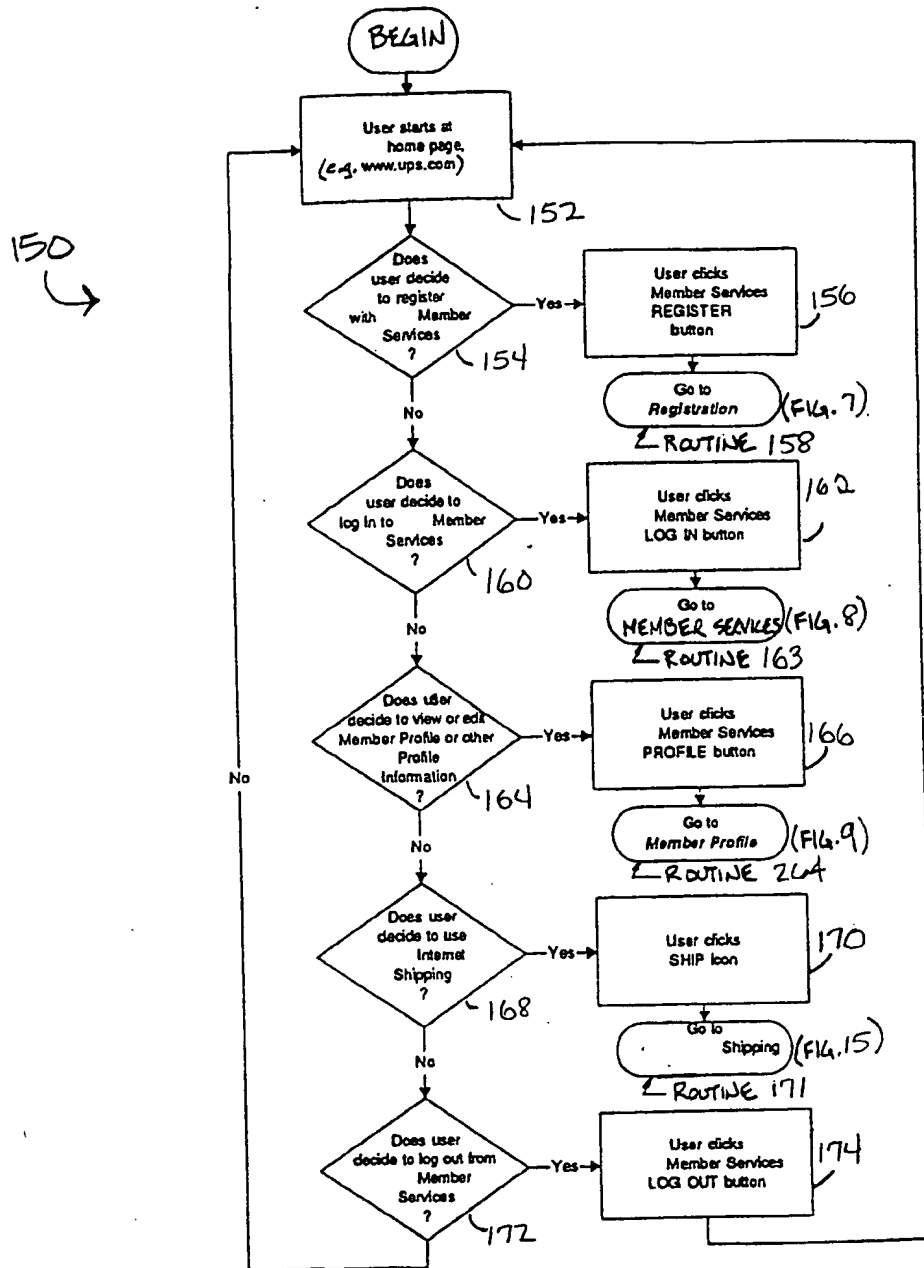 BEGIN
User starts at
home page,
(e.g. www.ups.com)
152
150
Does
user decide
to register
with Member
Services
?
154
Yes
User clicks
Member Services
REGISTER
button
156
No
Go to
Registration
(FIG. 7)
ROUTINE 158
Does
user decide to
log in to Member
Services
?
160
Yes
User clicks
Member Services
LOG IN button
162
No
Go to
MEMBER SERVICES
(FIG. 8)
ROUTINE 163
Does user
decide to view or edit
Member Profile or other
Profile
Information
?
164
Yes
User clicks
Member Services
PROFILE button
166
No
No
Go to
Member Profile
(FIG. 9)
ROUTINE 264
Does user
decide to use
Internet
Shipping
?
168
Yes
User clicks
SHIP Icon
170
No
Go to
Shipping
(FIG. 15)
ROUTINE 171
Does user
decide to log out from
Member
Services
?
172
Yes
User clicks
Member Services
LOG OUT button
174